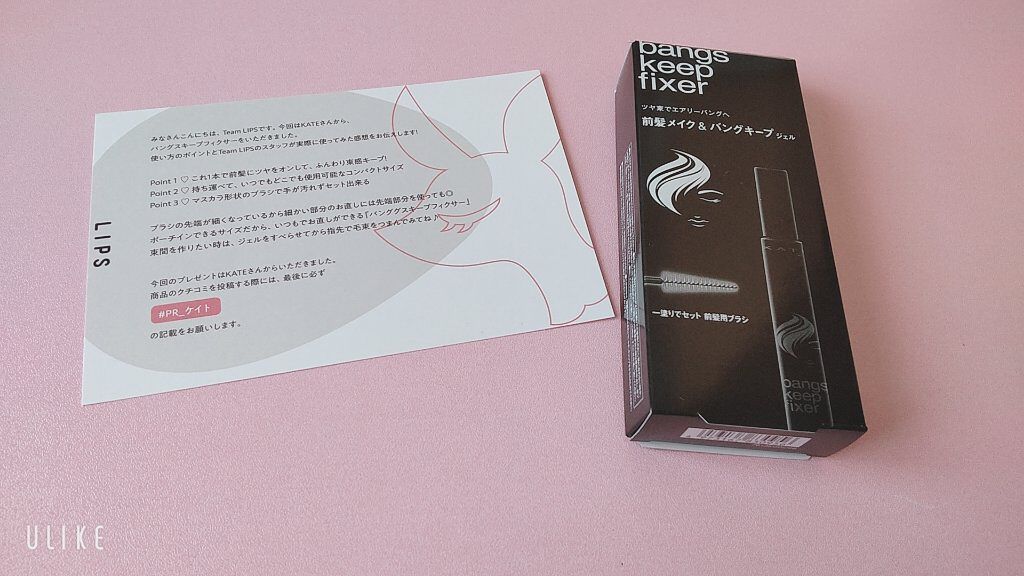 みなさんこんにちは、Team LIPSです。今回はKATEさんから、
バングスキープフィクサーをいただきました。
使い方のポイントとTeam LIPSのスタッフが実際に使ってみた感想をお伝えします!
Point 1 ♡ これ1本で前髪にツヤをオンして、ふんわり束感キープ!
Point 2 ♡ 持ち運べて、いつでもどこでも使用可能なコンパクトサイズ
Point 3 ♡ マスカラ形状のブラシで手が汚れずセット出来る
ブラシの先端が細くなっているから細かい部分のお直しには先端部分を使っても◎
ポーチインできるサイズだから、いつでもお直しができる「バングスキープフィクサー」
束間を作りたい時は、ジェルをすべらせてから指先で毛束をつまんでみてね♪
今回のプレゼントはKATEさんからいただきました。
商品のクチコミを投稿する際には、最後に必ず
#PR_ケイト
の記載をお願いします。
LIPS
bangs
keep
fixer
ツヤ束でエアリーバングへ
前髪メイク&バングキープ ジェル
KATE
一塗りでセット 前髪用ブラシ
bangs
keep
fixer
ULIKE